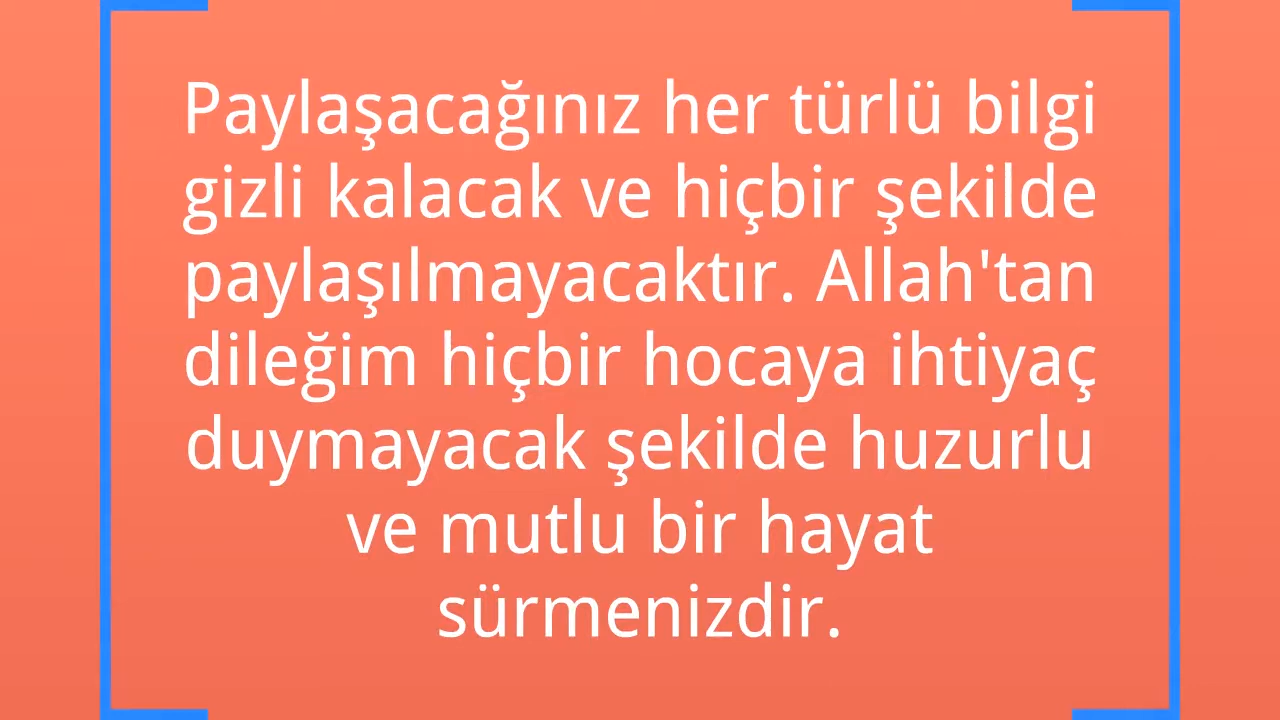 Paylaşacağınız her türlü bilgi
gizli kalacak ve hiçbir şekilde
paylaşılmayacaktır. Allah'tan
dileğim hiçbir hocaya ihtiyaç
duymayacak şekilde huzurlu
ve mutlu bir hayat
sürmenizdir.